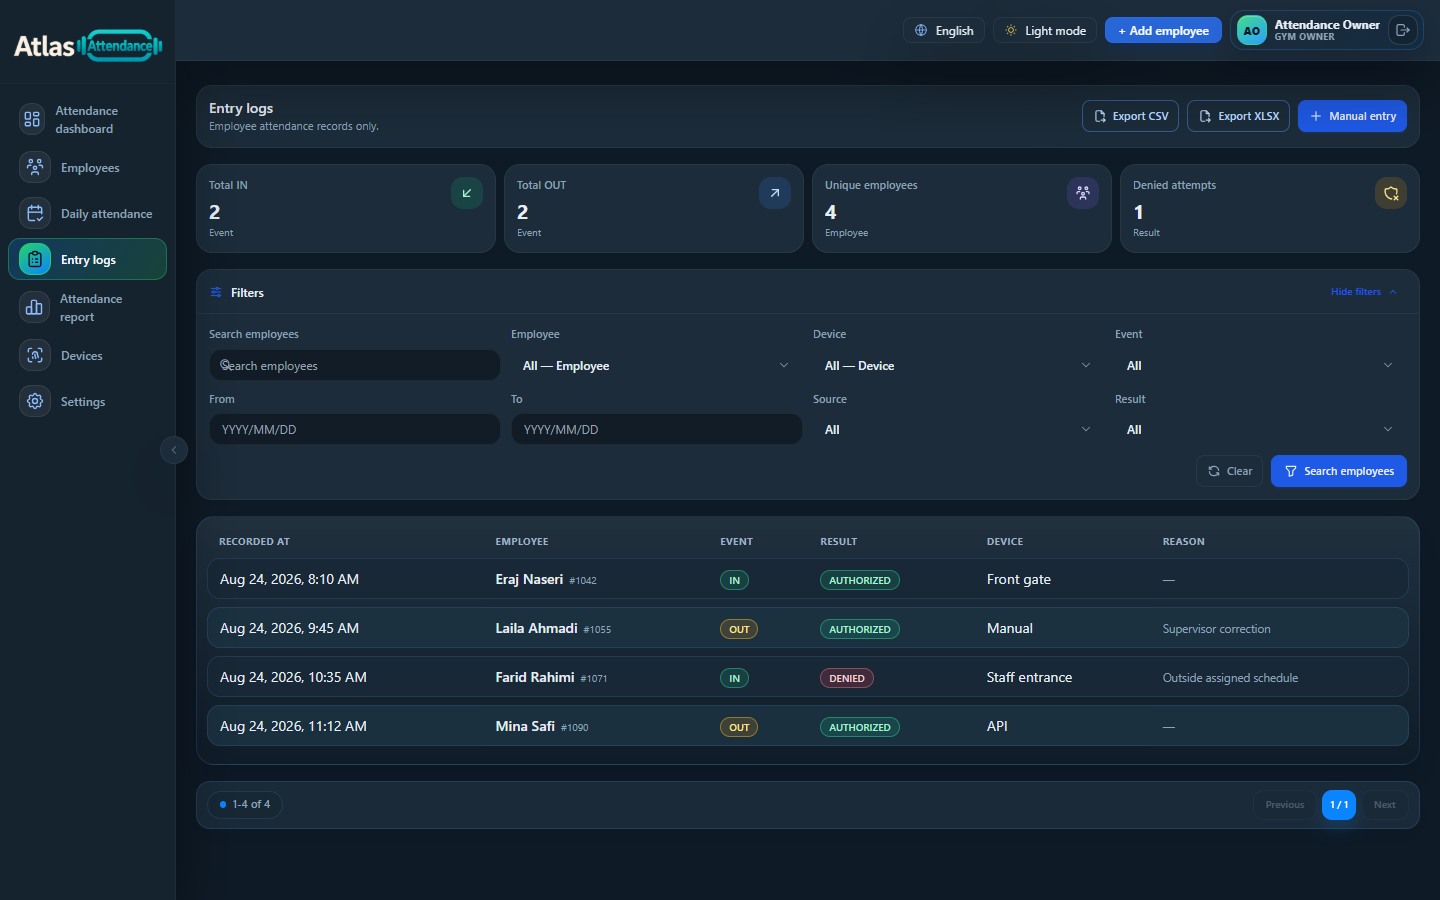 Atlas Attendance
English
Light mode
+ Add employee
AO
Attendance Owner
GYM OWNER
Attendance dashboard
Employees
Daily attendance
Entry logs
Attendance report
Devices
Settings
Entry logs
Employee attendance records only.
Export CSV
Export XLSX
Manual entry
Total IN
2
Event
Total OUT
2
Event
Unique employees
4
Employee
Denied attempts
1
Result
Filters
Hide filters
Search employees
Employee
Device
Event
Search employees
All — Employee
All — Device
All
From
To
Source
Result
YYYY/MM/DD
YYYY/MM/DD
All
All
Clear
Search employees
RECORDED AT EMPLOYEE EVENT RESULT DEVICE REASON
Aug 24, 2026, 8:10 AM Eraj Naseri #1042 IN AUTHORIZED Front gate —
Aug 24, 2026, 9:45 AM Laila Ahmadi #1055 OUT AUTHORIZED Manual Supervisor correction
Aug 24, 2026, 10:35 AM Farid Rahimi #1071 IN DENIED Staff entrance Outside assigned schedule
Aug 24, 2026, 11:12 AM Mina Safi #1090 OUT AUTHORIZED API —
1-4 of 4
Previous
1 / 1
Next